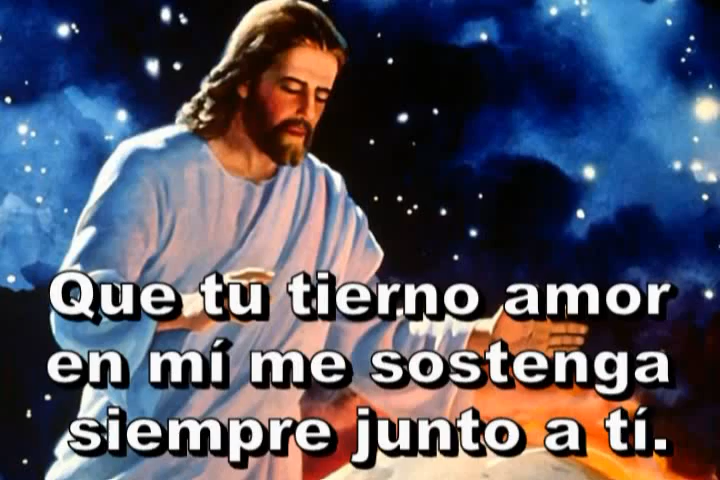 Que tu tierno amor
en mí me sostenga
siempre junto a tí.